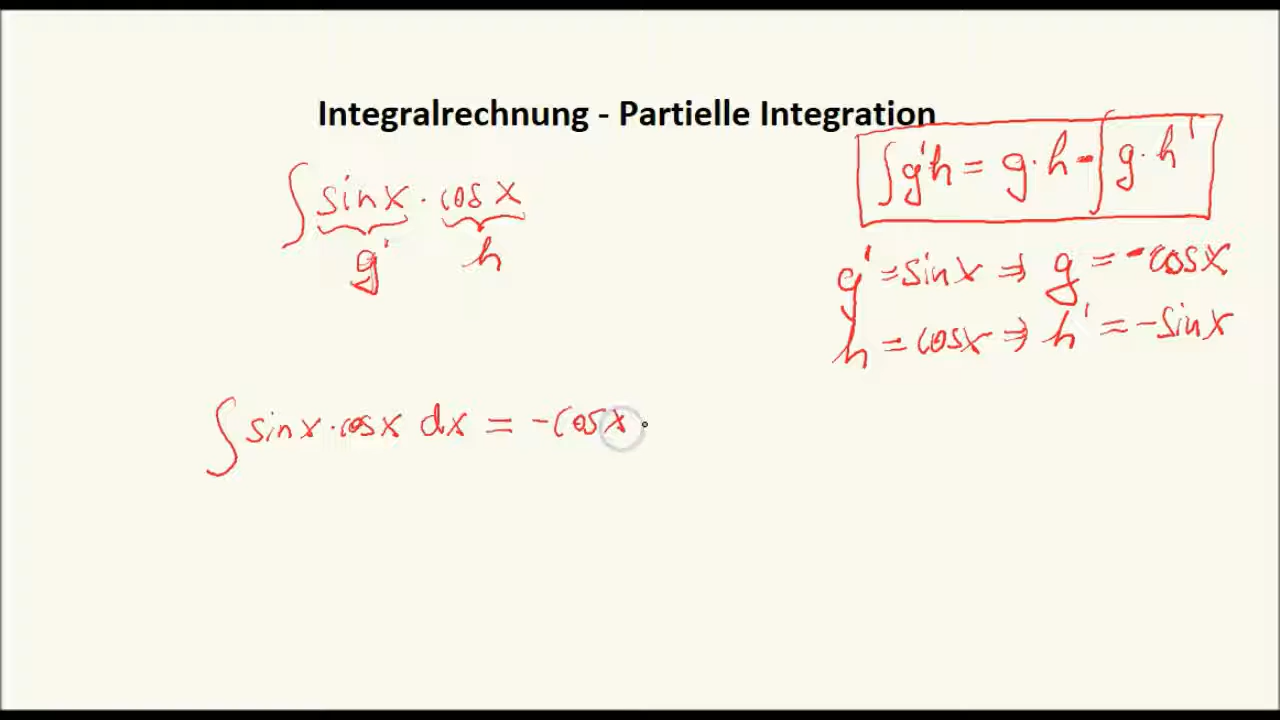 Integralrechnung - Partielle Integration
∫ g'h = g · h - ∫ g · h'
∫ sinx · cosx
g' h
g' = sinx ⇒ g = -cosx
h = cosx ⇒ h' = -sinx
∫ sinx · cosx dx = -cosx ·